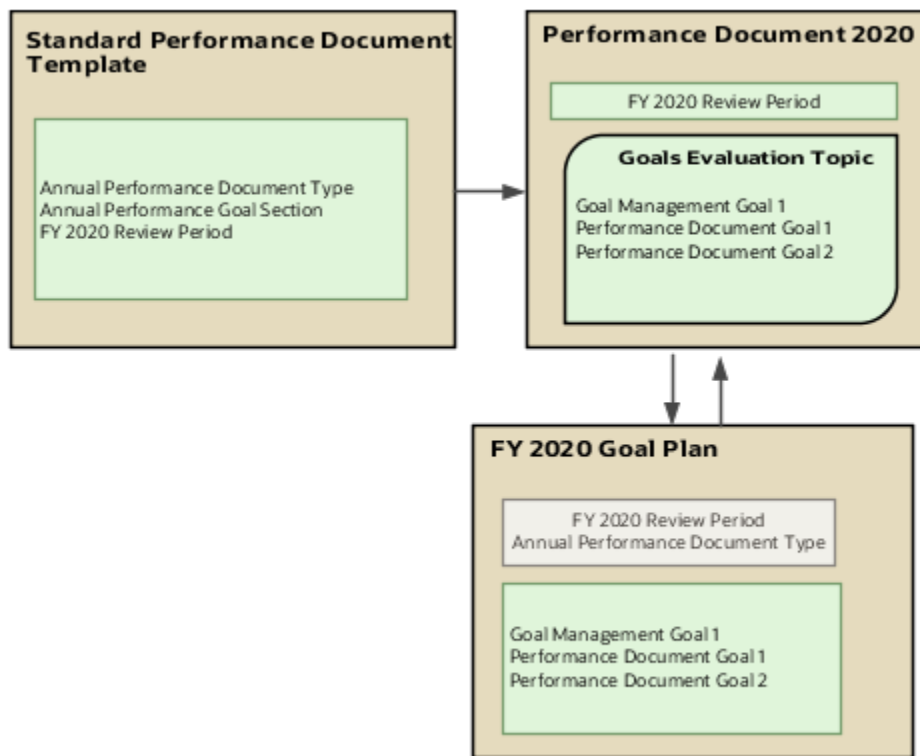 Standard Performance Document
Template
Annual Performance Document Type
Annual Performance Goal Section
FY 2020 Review Period
Performance Document 2020
FY 2020 Review Period
Goals Evaluation Topic
Goal Management Goal 1
Performance Document Goal 1
Performance Document Goal 2
FY 2020 Goal Plan
FY 2020 Review Period
Annual Performance Document Type
Goal Management Goal 1
Performance Document Goal 1
Performance Document Goal 2